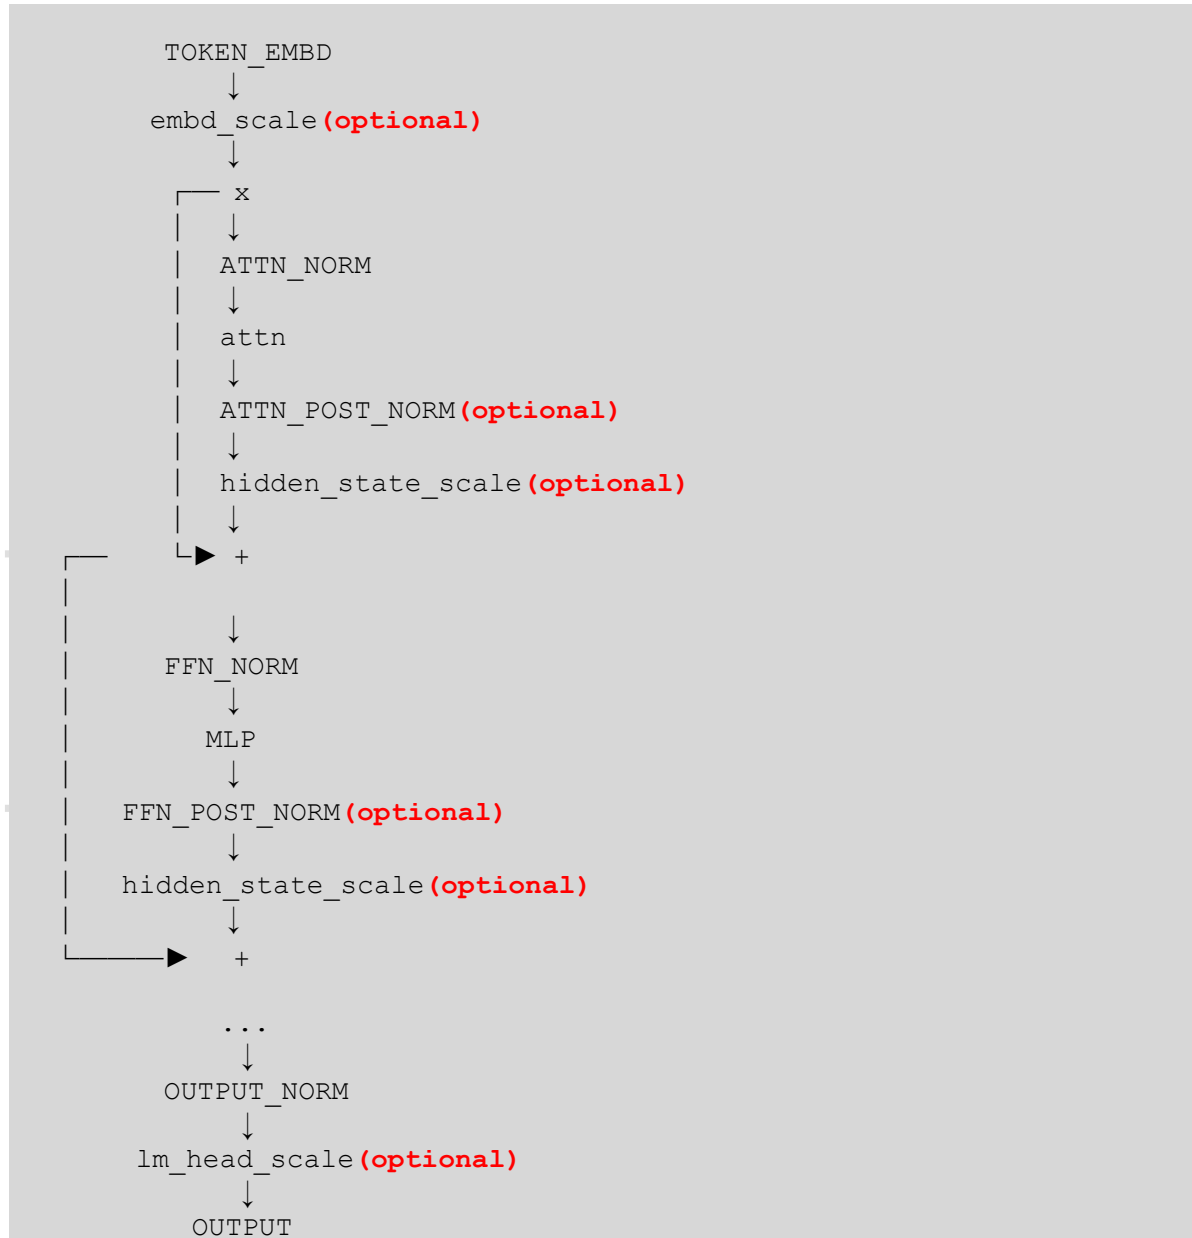 TOKEN_EMBD
↓
embd_scale(optional)
↓
┌── x
│ ↓
│ ATTN_NORM
│ ↓
│ attn
│ ↓
│ ATTN_POST_NORM(optional)
│ ↓
│ hidden_state_scale(optional)
│ ↓
┌── └► +
│
│ ↓
│ FFN_NORM
│ ↓
│ MLP
│ ↓
│ FFN_POST_NORM(optional)
│ ↓
│ hidden_state_scale(optional)
│ ↓
└─────► +
...
↓
OUTPUT_NORM
↓
lm_head_scale(optional)
↓
OUTPUT